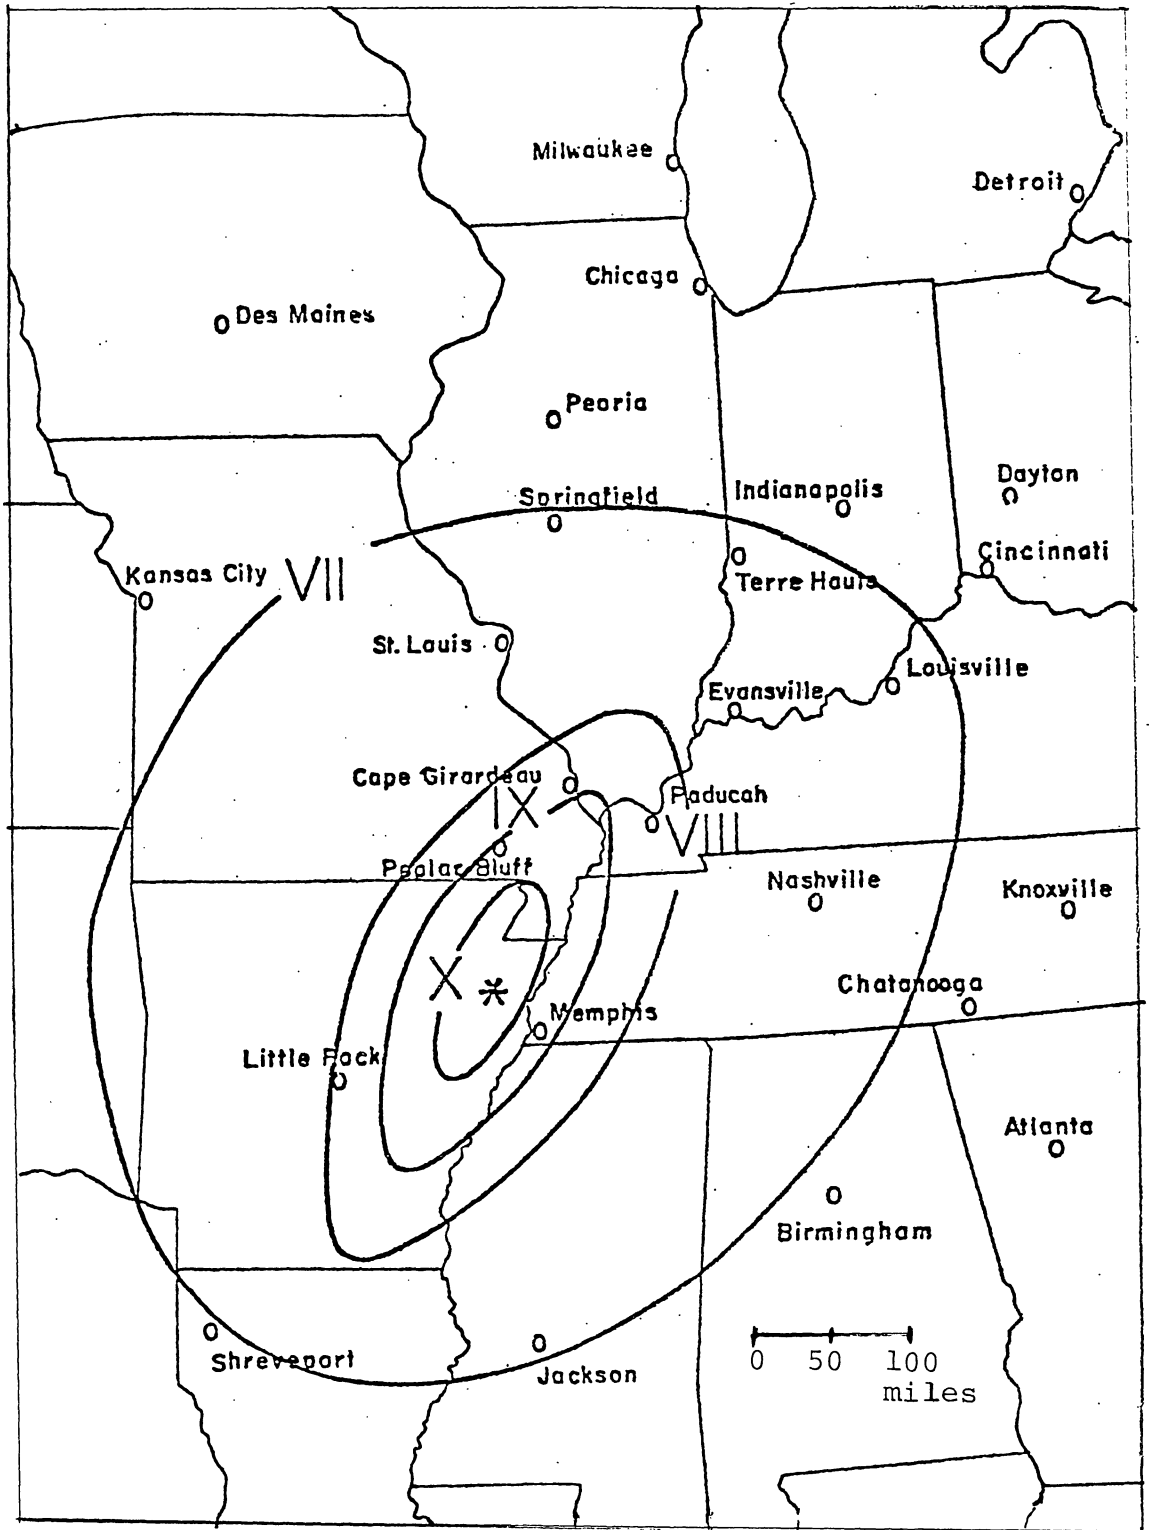 Milwaukee
Detroit
Chicago
Des Moines
Peoria
Dayton
Springfield
Indianapolis
Cincinnati
Kansas City
VII
Terre Haute
St. Louis
Louisville
Evansville
Cape Girardeau
IX
Paducah
VIII
Poplar Bluff
Nashville
Knoxville
X
*
Chatanooga
Memphis
Little Rock
Atlanta
Birmingham
Shreveport
Jackson
0 50 100
miles